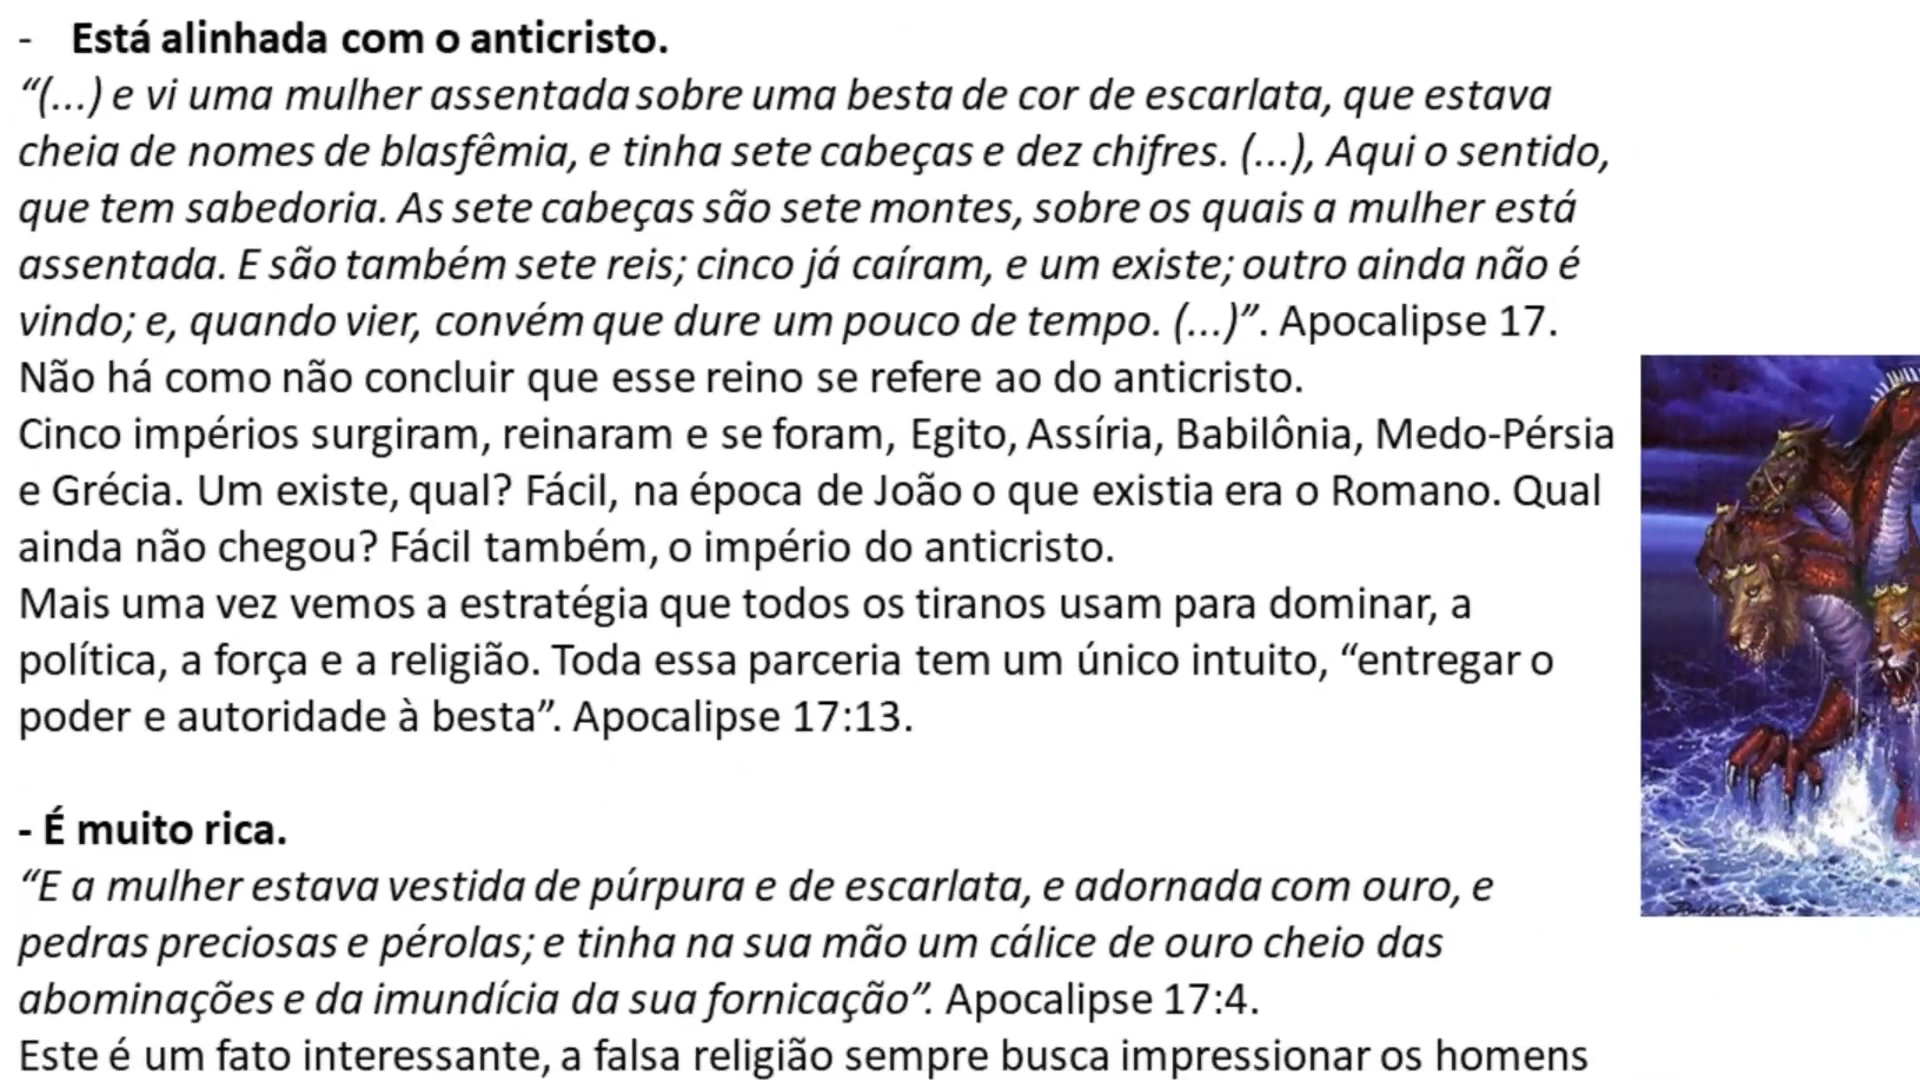 - Está alinhada com o anticristo.
“(...) e vi uma mulher assentada sobre uma besta de cor de escarlata, que estava
cheia de nomes de blasfêmia, e tinha sete cabeças e dez chifres. (...), Aqui o sentido,
que tem sabedoria. As sete cabeças são sete montes, sobre os quais a mulher está
assentada. E são também sete reis; cinco já caíram, e um existe; outro ainda não é
vindo; e, quando vier, convém que dure um pouco de tempo. (...)”. Apocalipse 17.
Não há como não concluir que esse reino se refere ao do anticristo.
Cinco impérios surgiram, reinaram e se foram, Egito, Assíria, Babilônia, Medo-Pérsia
e Grécia. Um existe, qual? Fácil, na época de João o que existia era o Romano. Qual
ainda não chegou? Fácil também, o império do anticristo.
Mais uma vez vemos a estratégia que todos os tiranos usam para dominar, a
política, a força e a religião. Toda essa parceria tem um único intuito, “entregar o
poder e autoridade à besta”. Apocalipse 17:13.
- É muito rica.
“E a mulher estava vestida de púrpura e de escarlata, e adornada com ouro, e
pedras preciosas e pérolas; e tinha na sua mão um cálice de ouro cheio das
abominações e da imundícia da sua fornicação”. Apocalipse 17:4.
Este é um fato interessante, a falsa religião sempre busca impressionar os homens